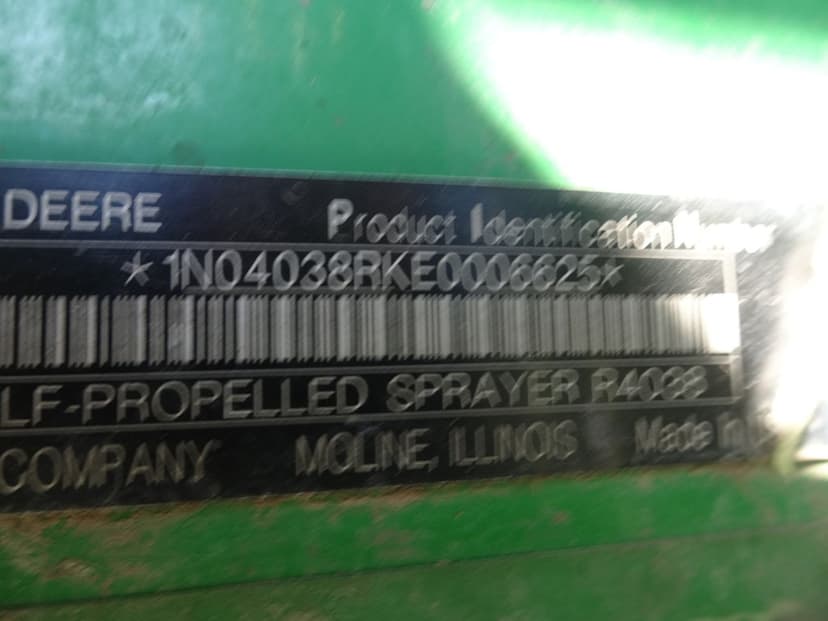 DEERE Product Identification Number
*1N04038RKE0006625*
LF-PROPELLED SPRAYER R4038
COMPANY MOLINE, ILLINOIS Made in